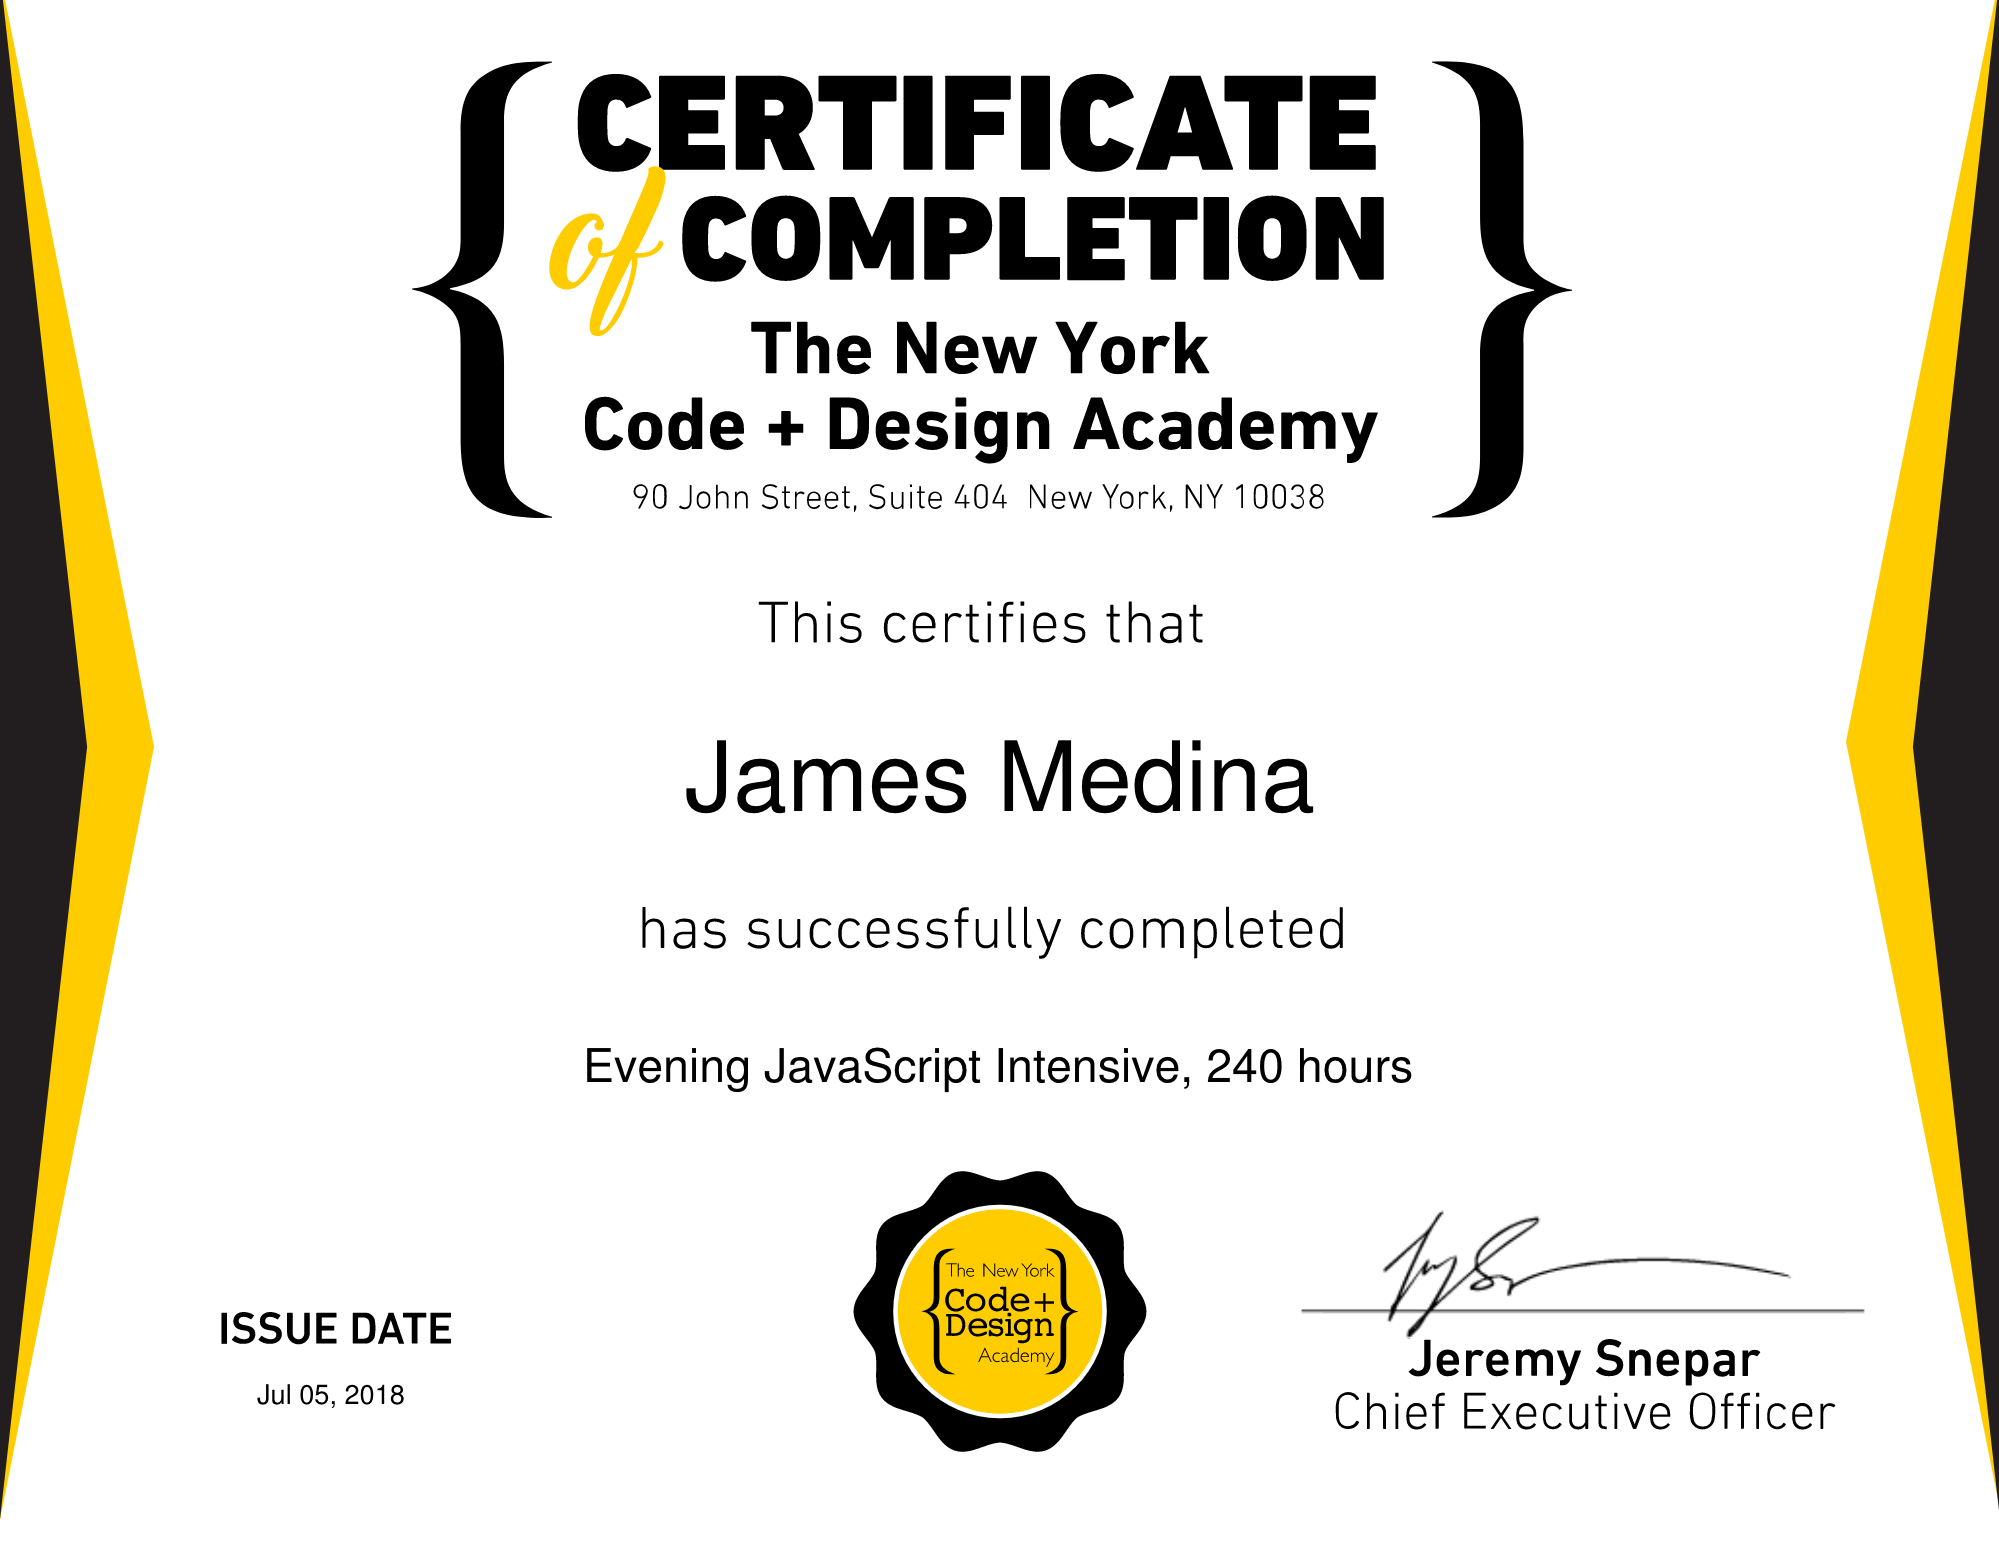 CERTIFICATE
of COMPLETION
The New York
Code + Design Academy
90 John Street, Suite 404 New York, NY 10038
This certifies that
James Medina
has successfully completed
Evening JavaScript Intensive, 240 hours
The New York
Code+
Design
Academy
ISSUE DATE
Jul 05, 2018
Jeremy Snepar
Chief Executive Officer